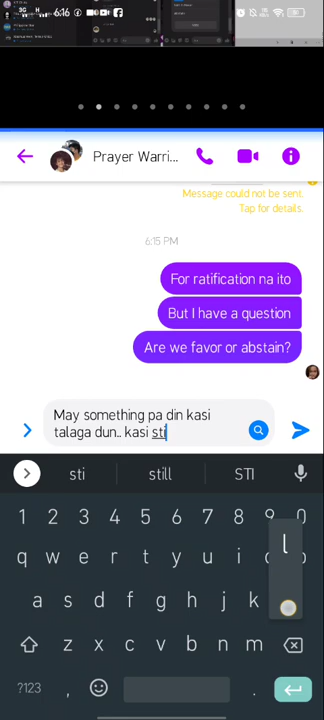 3G H 6:16
Prayer Warri...
Message could not be sent.
Tap for details.
6:15 PM
For ratification na ito
But I have a question
Are we favor or abstain?
May something pa din kasi
talaga dun.. kasi sti
sti still STI
1 2 3 4 5 6 7 8 9 0
q w e r t y u i o
l
a s d f g h j k
z x c v b n m
?123 , .